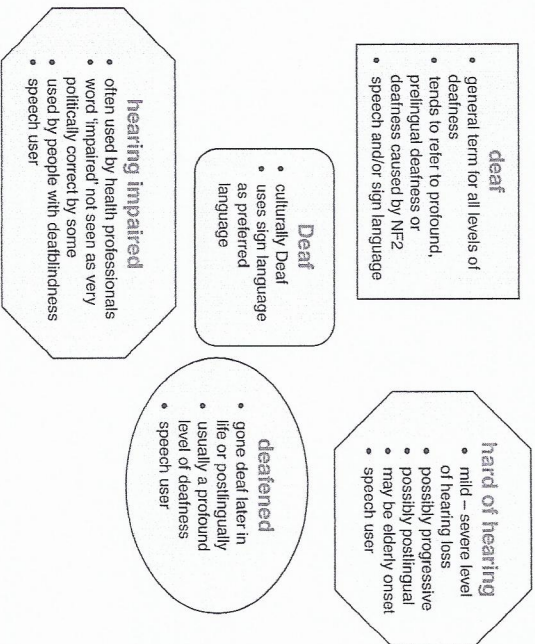 deaf
• general term for all levels of
deafness
• tends to refer to profound,
prelingual deafness or
deafness caused by NF2
• speech and/or sign language
hard of hearing
• mild – severe level
of hearing loss
• possibly progressive
• possibly postlingual
• may be elderly onset
• speech user
Deaf
• culturally Deaf
• uses sign language
as preferred
language
hearing impaired
• often used by health professionals
• word 'impaired' not seen as very
politically correct by some
• used by people with deafblindness
• speech user
deafened
• gone deaf later in
life or postlingually
• usually a profound
level of deafness
• speech user